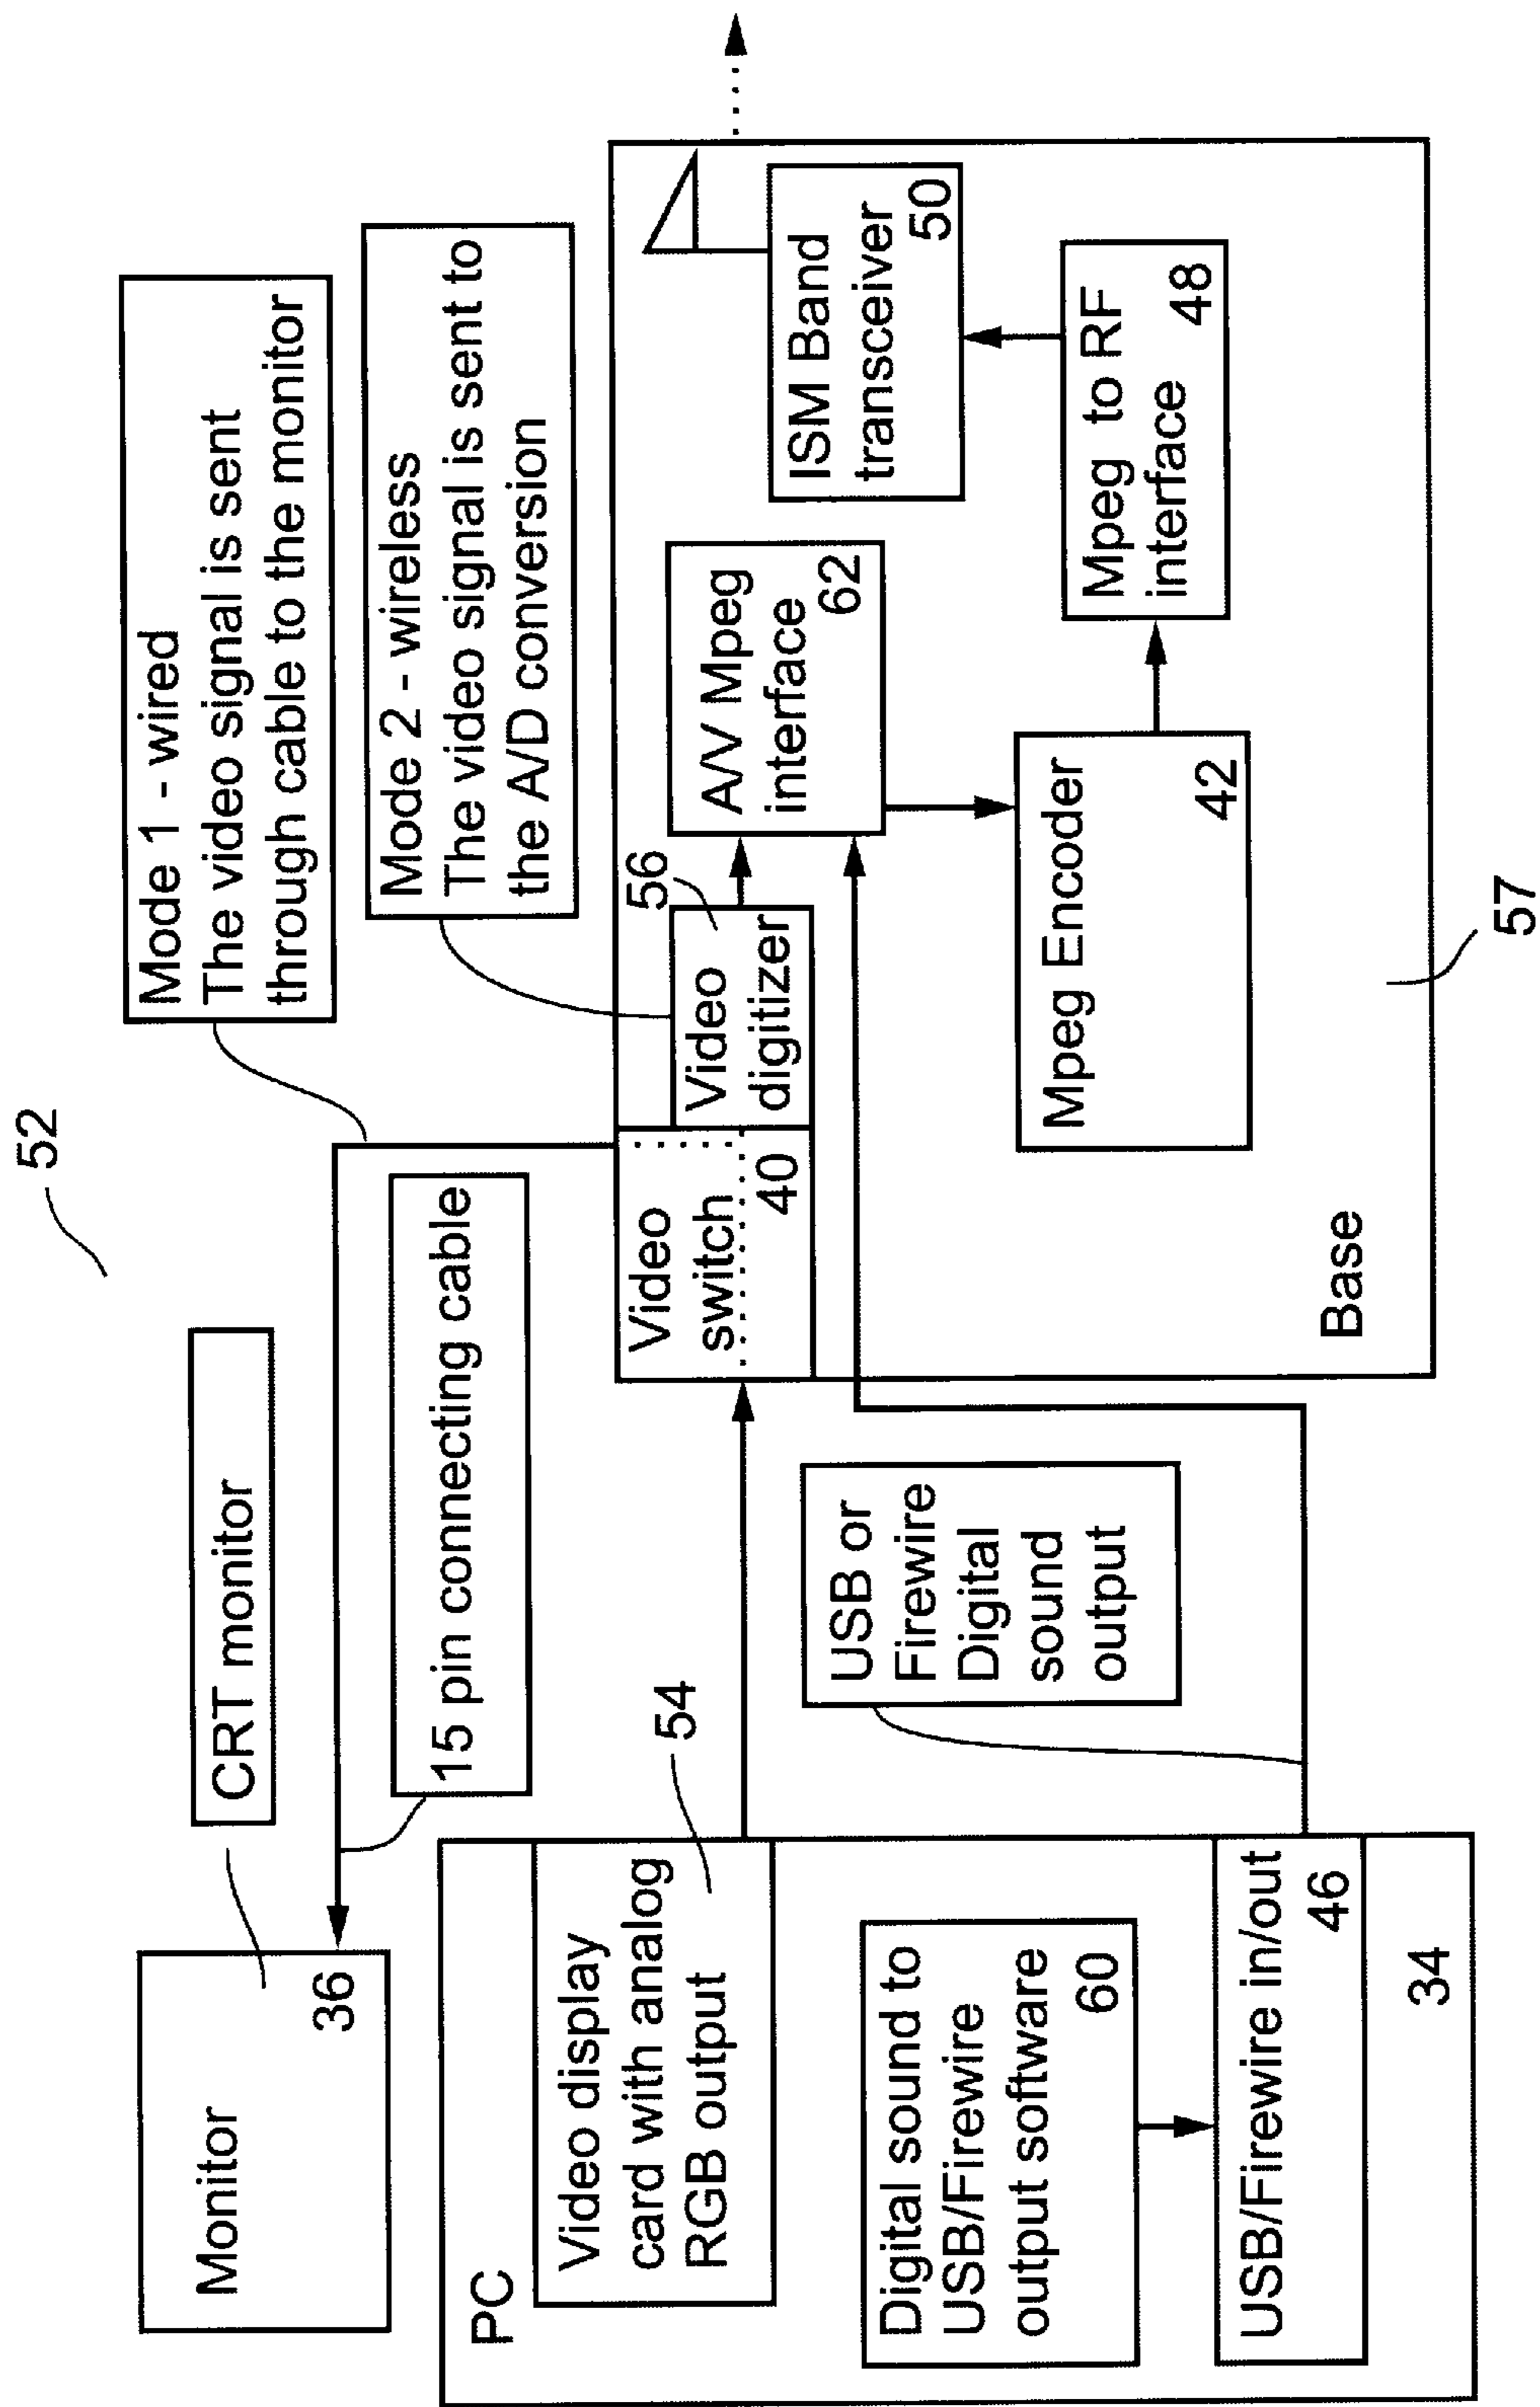 52
Mode 1 - wired
The video signal is sent
through cable to the monitor
Mode 2 - wireless
The video signal is sent to
the A/D conversion
CRT monitor
15 pin connecting cable
Monitor
36
PC
Video display
card with analog
RGB output
54
Digital sound to
USB/Firewire
output software
60
USB/Firewire in/out
46
34
USB or
Firewire
Digital
sound
output
Video
switch
40
Video
digitizer
56
A/V Mpeg
interface
62
ISM Band
transceiver
50
Mpeg Encoder
42
Mpeg to RF
interface
48
Base
57